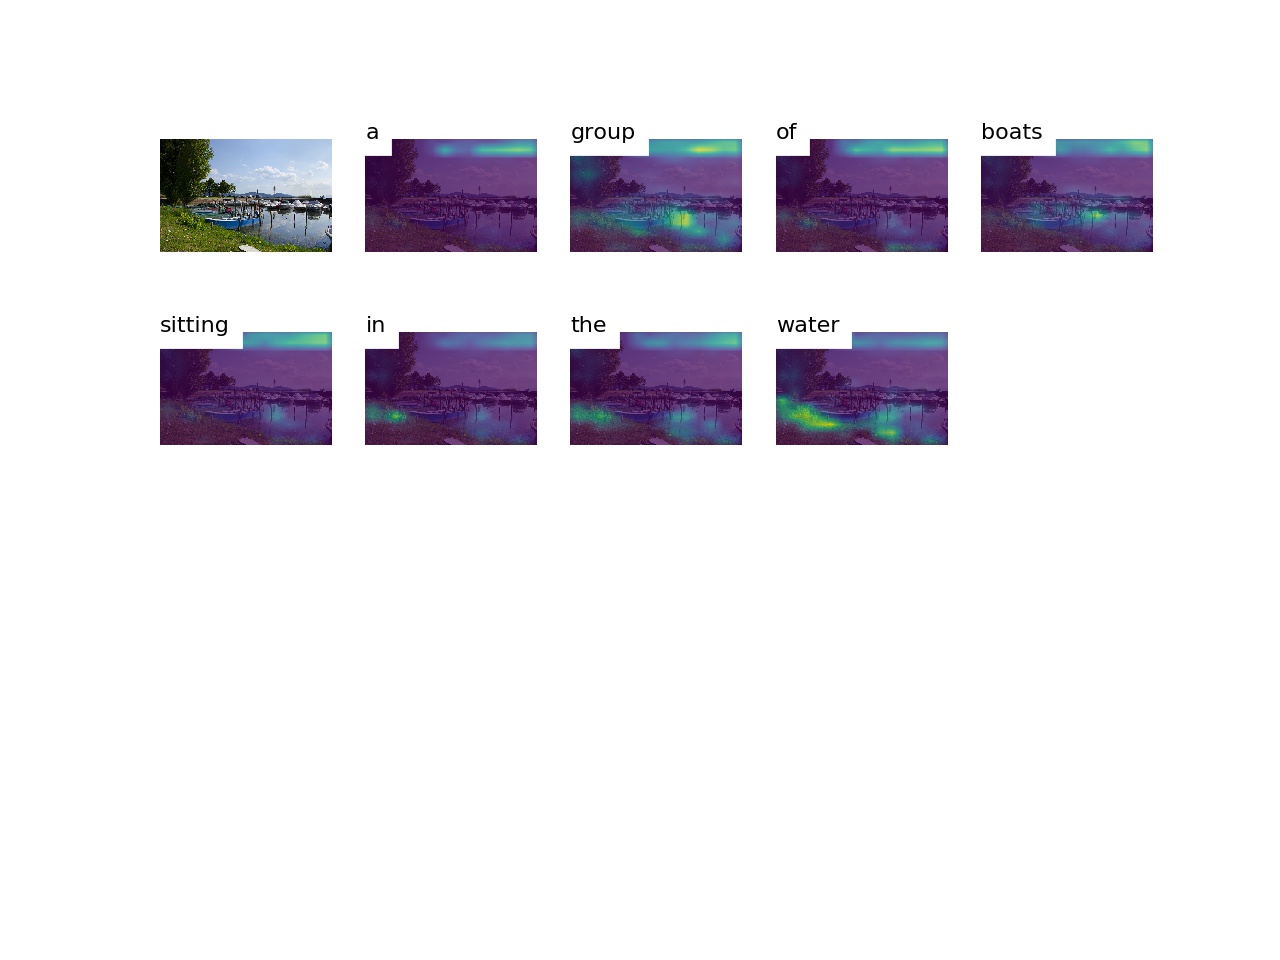 a
group
of
boats
sitting
in
the
water